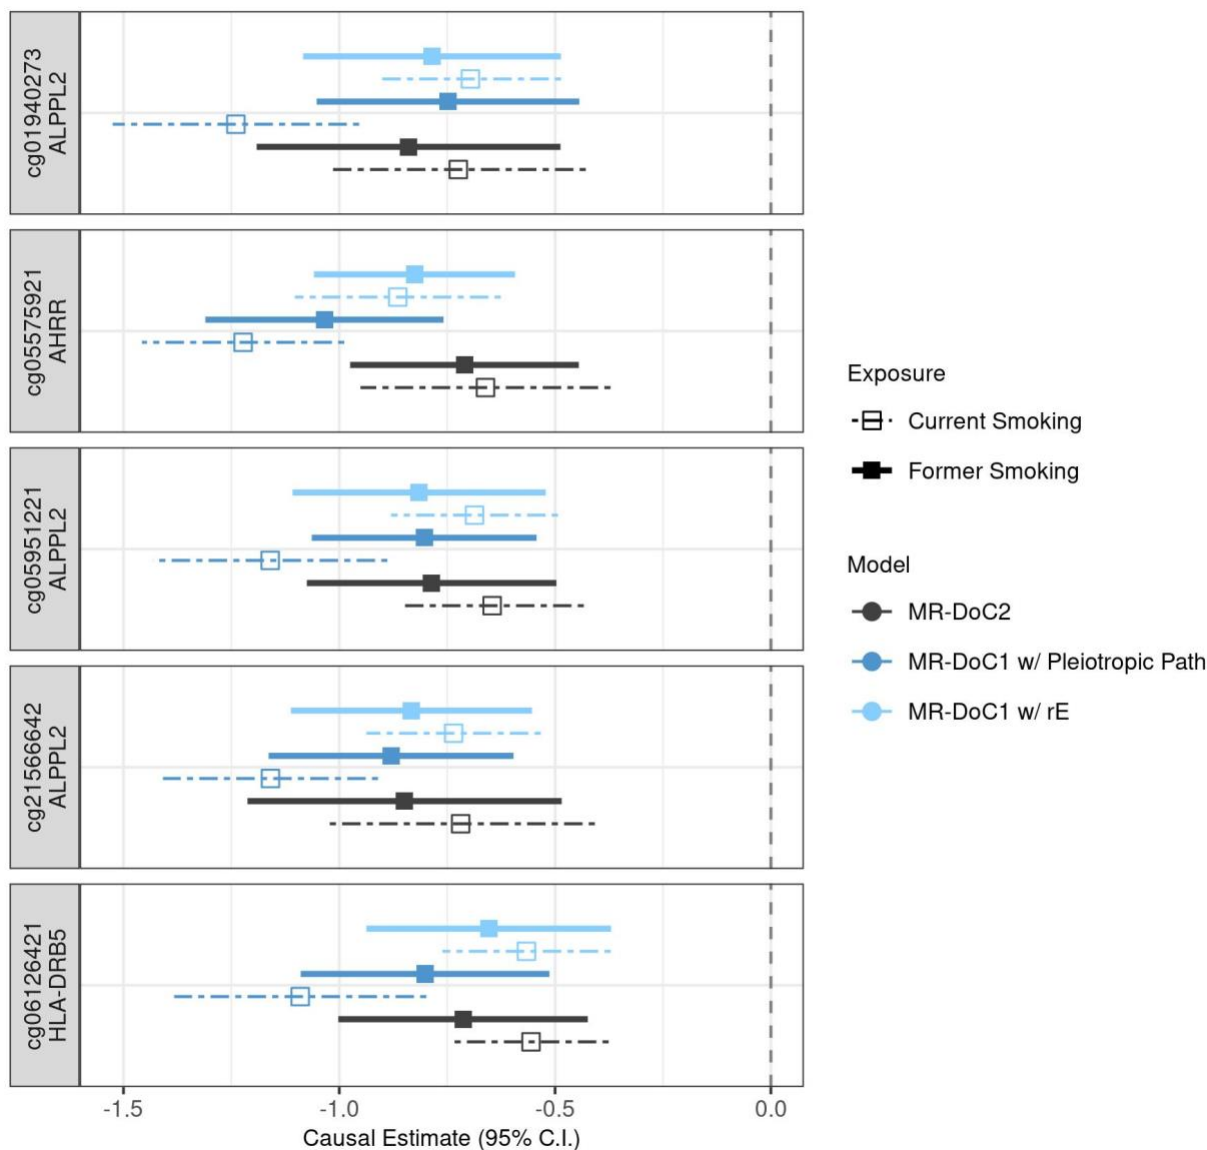 cg01940273
ALPPL2
cg05575921
AHRR
cg05951221
ALPPL2
cg21566642
ALPPL2
cg06126421
HLA-DRB5
-1.5 -1.0 -0.5 0.0
Causal Estimate (95% C.I.)
Exposure
Current Smoking
Former Smoking
Model
MR-DoC2
MR-DoC1 w/ Pleiotropic Path
MR-DoC1 w/ rE